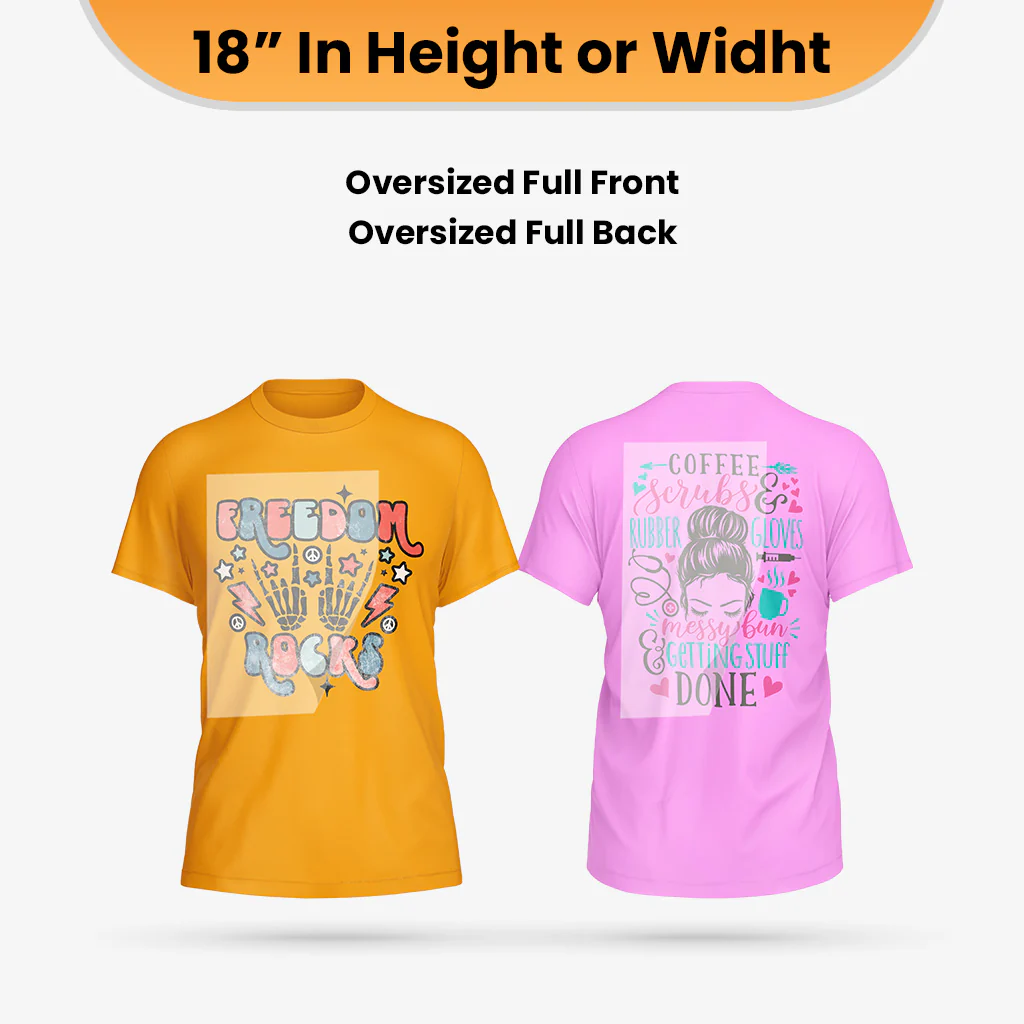 18” In Height or Widht
Oversized Full Front
Oversized Full Back
FREEDOM
ROCKS
COFFEE
scrubs &
RUBBER GLOVES
messy bun
& GETTING STUFF
DONE